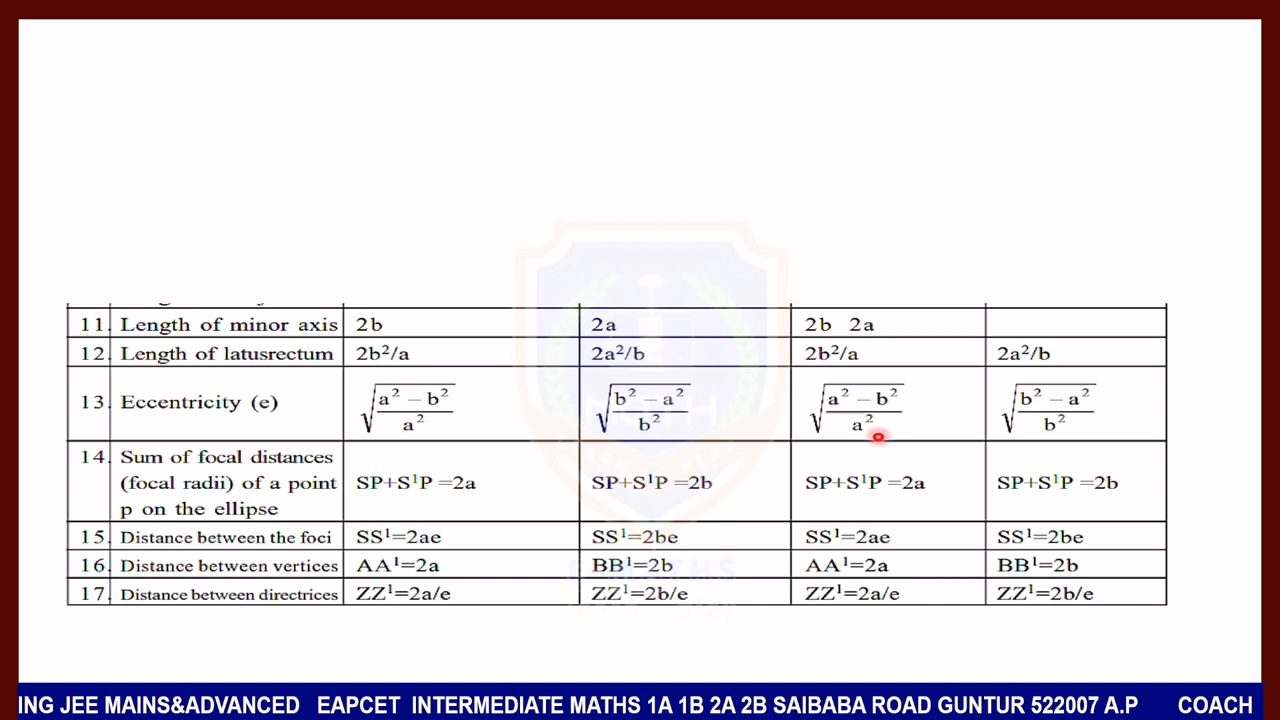 11. Length of minor axis 2b 2a 2b 2a
12. Length of latusrectum 2b²/a 2a²/b 2b²/a 2a²/b
13. Eccentricity (e) √((a² − b²)/a²) √((b² − a²)/b²) √((a² − b²)/a²) √((b² − a²)/b²)
14. Sum of focal distances
(focal radii) of a point SP+S¹P =2a SP+S¹P =2b SP+S¹P =2a SP+S¹P =2b
p on the ellipse
15. Distance between the foci SS¹=2ae SS¹=2be SS¹=2ae SS¹=2be
16. Distance between vertices AA¹=2a BB¹=2b AA¹=2a BB¹=2b
17. Distance between directrices ZZ¹=2a/e ZZ¹=2b/e ZZ¹=2a/e ZZ¹=2b/e
ING JEE MAINS&ADVANCED EAPCET INTERMEDIATE MATHS 1A 1B 2A 2B SAIBABA ROAD GUNTUR 522007 A.P COACH